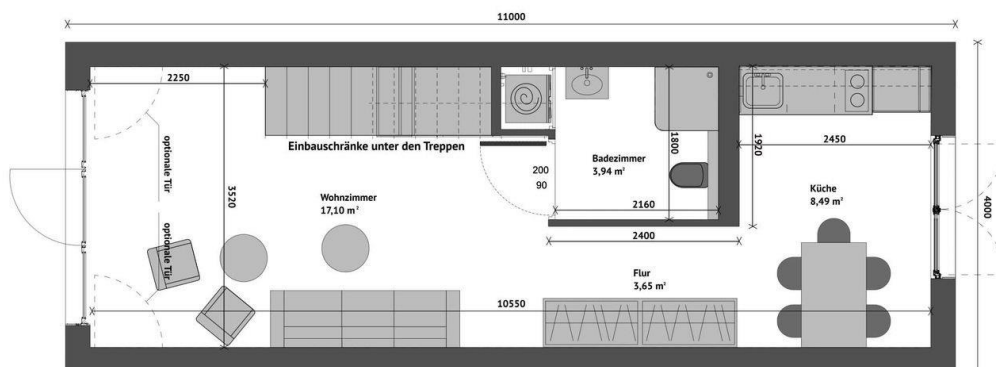 11000
2250
optionale Tür
optionale Tür
3520
Einbauschränke unter den Treppen
Wohnzimmer
17,10 m²
200
90
Badezimmer
3,94 m²
1800
2160
2400
1920
2450
Küche
8,49 m²
4000
Flur
3,65 m²
10550